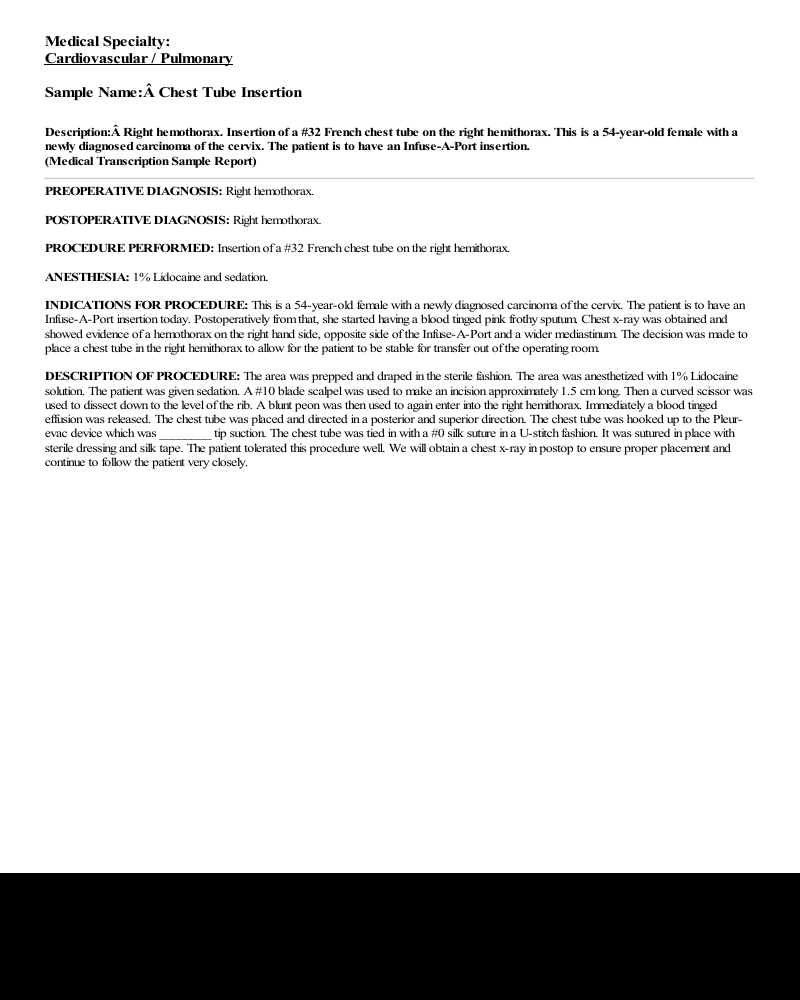 Medical Specialty:
Cardiovascular / Pulmonary
Sample Name:Â Chest Tube Insertion
Description:Â Right hemothorax. Insertion of a #32 French chest tube on the right hemithorax. This is a 54-year-old female with a
newly diagnosed carcinoma of the cervix. The patient is to have an Infuse-A-Port insertion.
(Medical Transcription Sample Report)
PREOPERATIVE DIAGNOSIS: Right hemothorax.
POSTOPERATIVE DIAGNOSIS: Right hemothorax.
PROCEDURE PERFORMED: Insertion of a #32 French chest tube on the right hemithorax.
ANESTHESIA: 1% Lidocaine and sedation.
INDICATIONS FOR PROCEDURE: This is a 54-year-old female with a newly diagnosed carcinoma of the cervix. The patient is to have an
Infuse-A-Port insertion today. Postoperatively from that, she started having a blood tinged pink frothy sputum. Chest x-ray was obtained and
showed evidence of a hemothorax on the right hand side, opposite side of the Infuse-A-Port and a wider mediastinum. The decision was made to
place a chest tube in the right hemithorax to allow for the patient to be stable for transfer out of the operating room.
DESCRIPTION OF PROCEDURE: The area was prepped and draped in the sterile fashion. The area was anesthetized with 1% Lidocaine
solution. The patient was given sedation. A #10 blade scalpel was used to make an incision approximately 1.5 cm long. Then a curved scissor was
used to dissect down to the level of the rib. A blunt peon was then used to again enter into the right hemithorax. Immediately a blood tinged
effusion was released. The chest tube was placed and directed in a posterior and superior direction. The chest tube was hooked up to the Pleur-
evac device which was _________ tip suction. The chest tube was tied in with a #0 silk suture in a U-stitch fashion. It was sutured in place with
sterile dressing and silk tape. The patient tolerated this procedure well. We will obtain a chest x-ray in postop to ensure proper placement and
continue to follow the patient very closely.